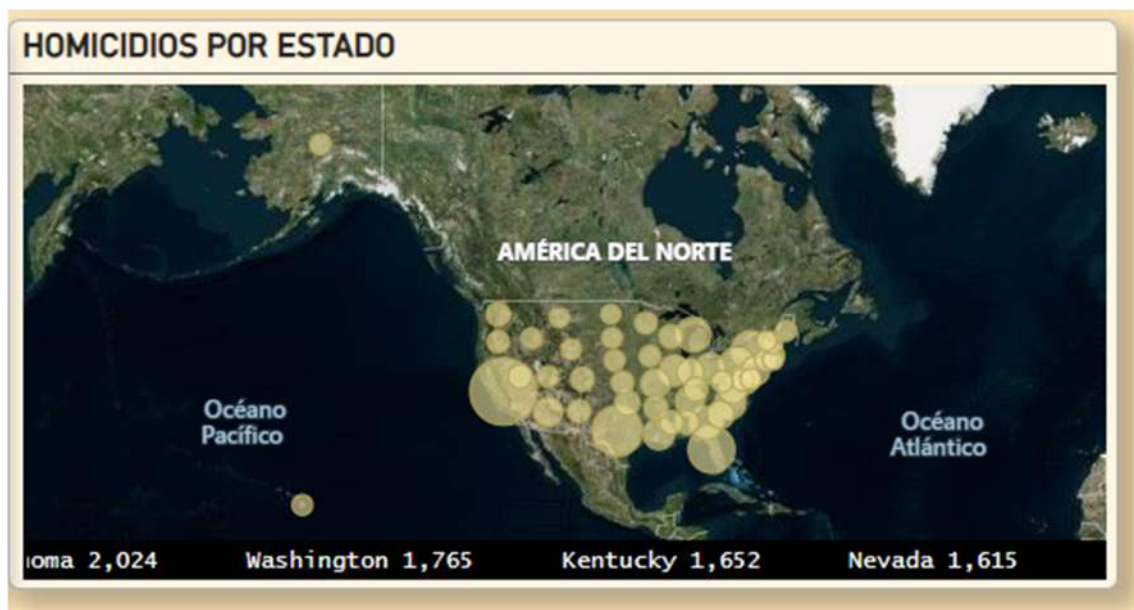 HOMICIDIOS POR ESTADO
AMÉRICA DEL NORTE
Océano
Pacífico
Océano
Atlántico
oma 2,024 Washington 1,765 Kentucky 1,652 Nevada 1,615